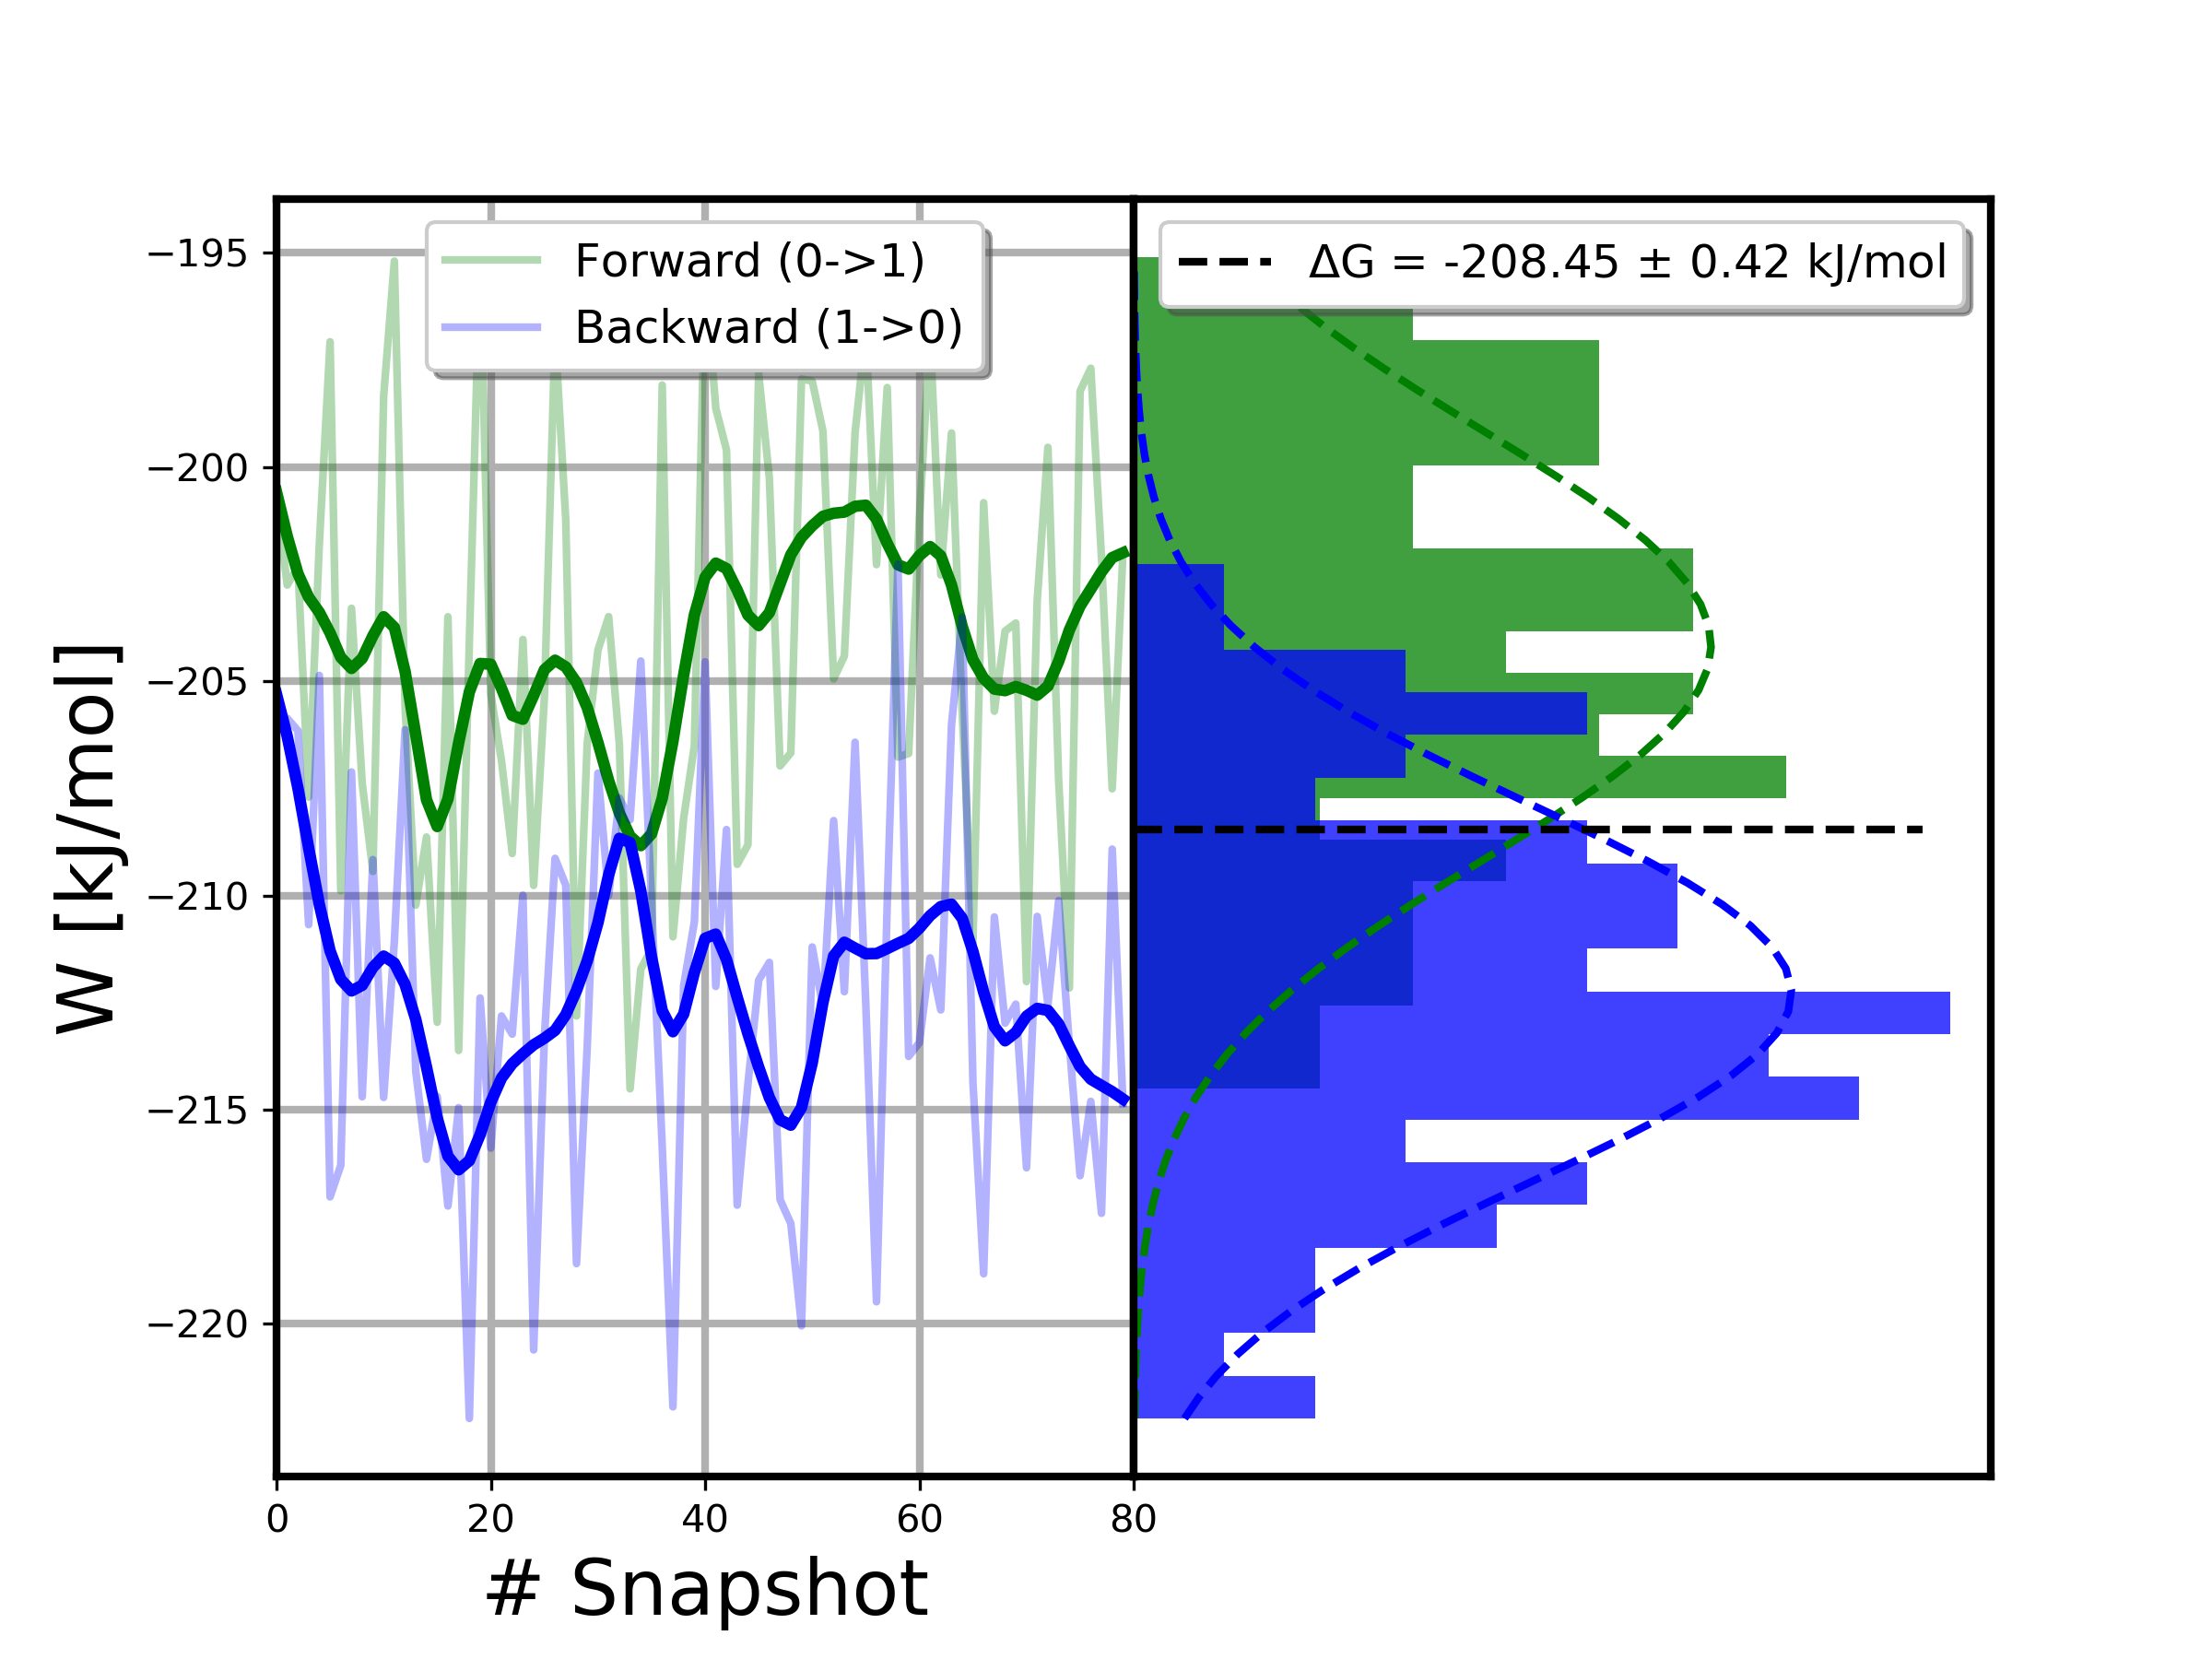 Forward (0->1)
Backward (1->0)
ΔG = -208.45 ± 0.42 kJ/mol
W [kJ/mol]
−195
−200
−205
−210
−215
−220
0 20 40 60 80
# Snapshot